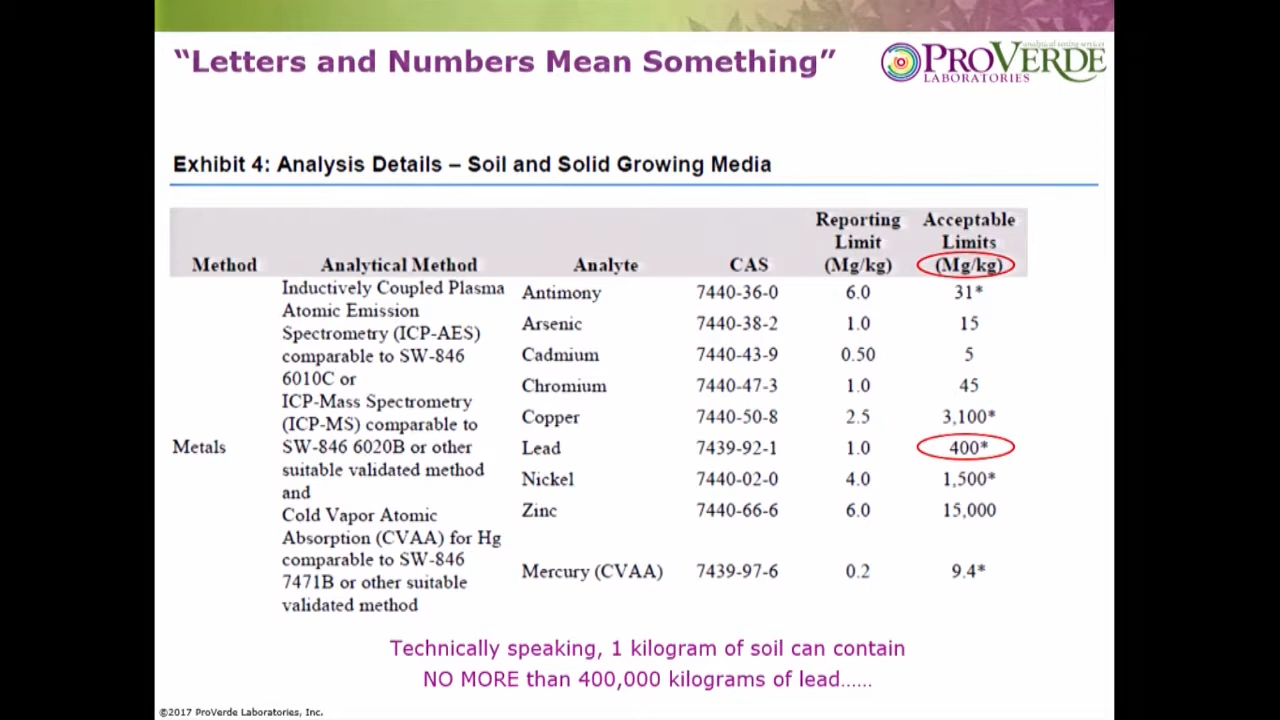 “Letters and Numbers Mean Something”
analytical testing services
PROVERDE
LABORATORIES
Exhibit 4: Analysis Details – Soil and Solid Growing Media
Method Analytical Method Analyte CAS Reporting Limit (Mg/kg) Acceptable Limits (Mg/kg)
Metals
Inductively Coupled Plasma
Atomic Emission
Spectrometry (ICP-AES)
comparable to SW-846
6010C or
ICP-Mass Spectrometry
(ICP-MS) comparable to
SW-846 6020B or other
suitable validated method
and
Cold Vapor Atomic
Absorption (CVAA) for Hg
comparable to SW-846
7471B or other suitable
validated method
Antimony 7440-36-0 6.0 31*
Arsenic 7440-38-2 1.0 15
Cadmium 7440-43-9 0.50 5
Chromium 7440-47-3 1.0 45
Copper 7440-50-8 2.5 3,100*
Lead 7439-92-1 1.0 400*
Nickel 7440-02-0 4.0 1,500*
Zinc 7440-66-6 6.0 15,000
Mercury (CVAA) 7439-97-6 0.2 9.4*
Technically speaking, 1 kilogram of soil can contain
NO MORE than 400,000 kilograms of lead……
©2017 ProVerde Laboratories, Inc.